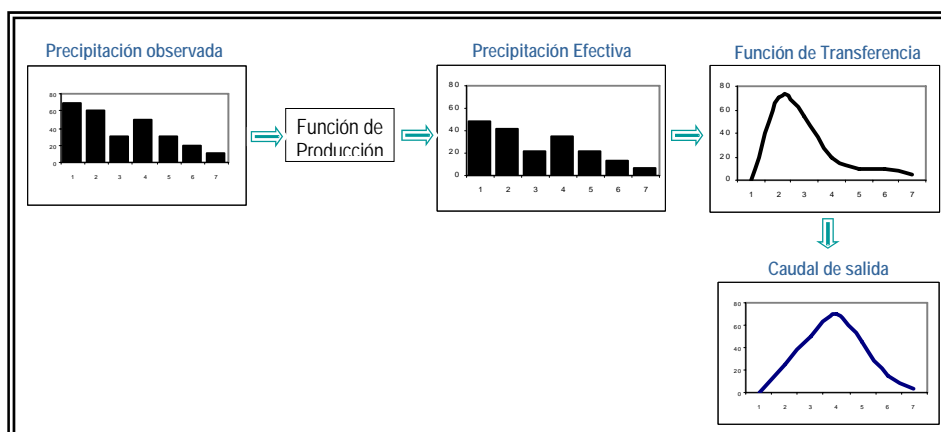 Precipitación observada
80
60
40
20
0
1 2 3 4 5 6 7
Función de
Producción
Precipitación Efectiva
80
60
40
20
0
1 2 3 4 5 6 7
Función de Transferencia
80
60
40
20
0
1 2 3 4 5 6 7
Caudal de salida
80
60
40
20
0
1 2 3 4 5 6 7